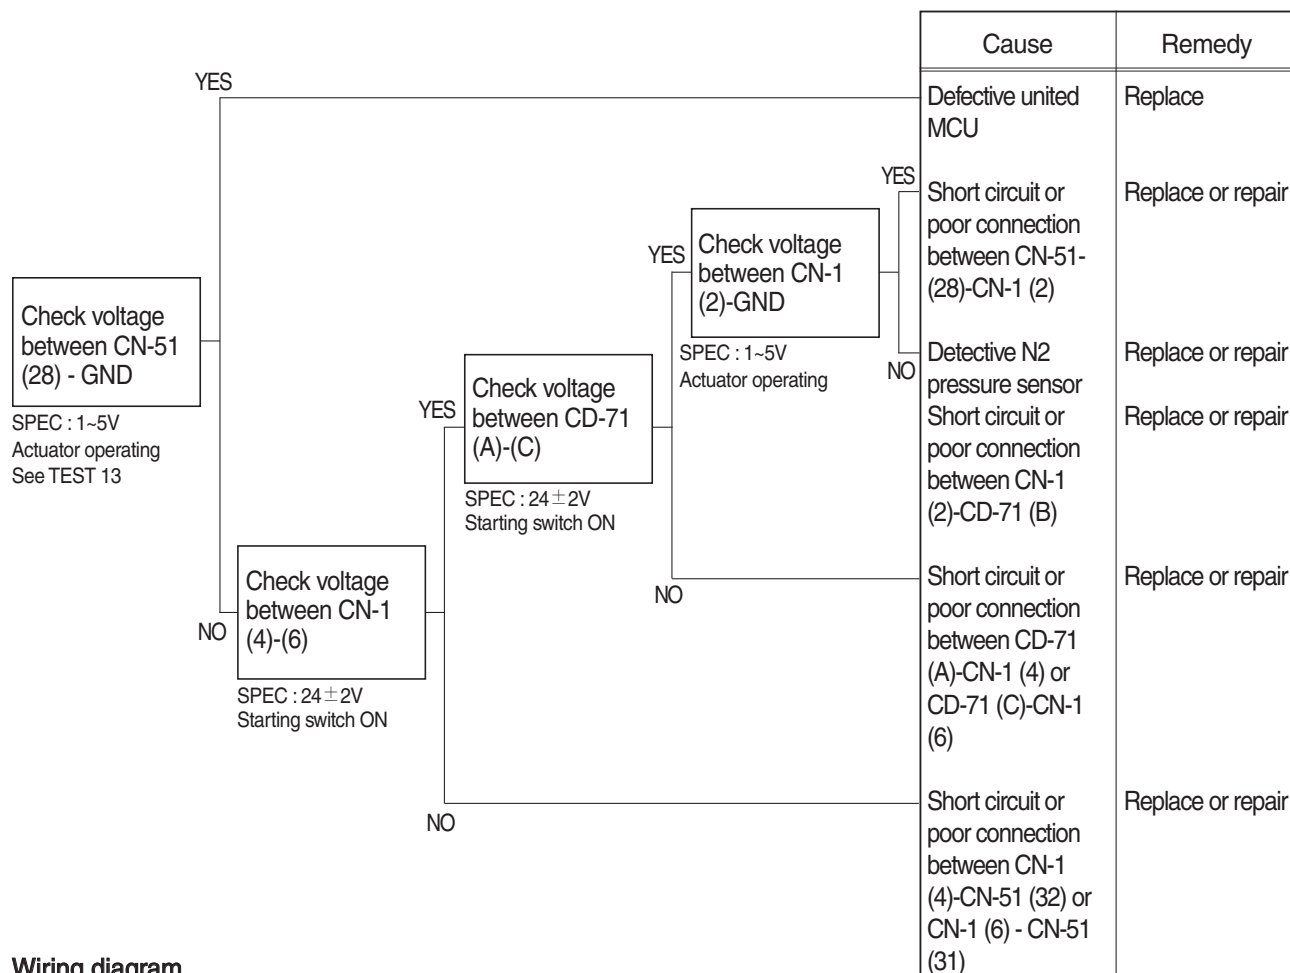 Cause
Remedy
YES
Defective united
MCU
Replace
YES
Short circuit or
poor connection
between CN-51-
(28)-CN-1 (2)
Replace or repair
YES
Check voltage
between CN-1
(2)-GND
SPEC : 1~5V
Actuator operating
NO
Detective N2
pressure sensor
Replace or repair
Short circuit or
poor connection
between CN-1
(2)-CD-71 (B)
Replace or repair
Check voltage
between CN-51
(28) - GND
SPEC : 1~5V
Actuator operating
See TEST 13
YES
Check voltage
between CD-71
(A)-(C)
SPEC : 24±2V
Starting switch ON
NO
Short circuit or
poor connection
between CD-71
(A)-CN-1 (4) or
CD-71 (C)-CN-1
(6)
Replace or repair
NO
Check voltage
between CN-1
(4)-(6)
SPEC : 24±2V
Starting switch ON
NO
Short circuit or
poor connection
between CN-1
(4)-CN-51 (32) or
CN-1 (6) - CN-51
(31)
Replace or repair
Wiring diagram